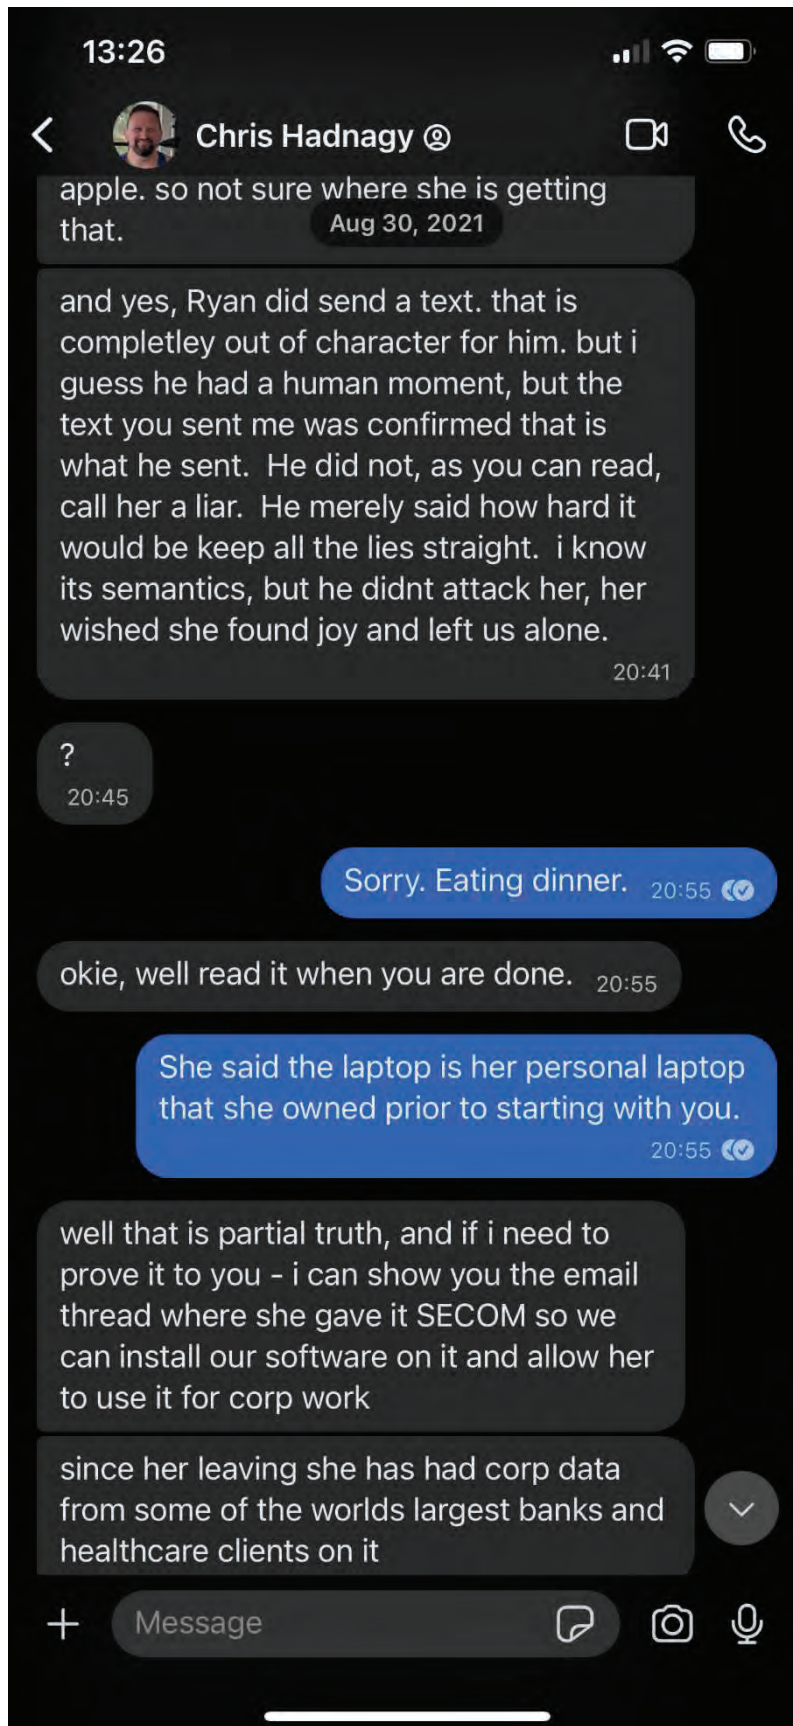 13:26
Chris Hadnagy
apple. so not sure where she is getting
that.
Aug 30, 2021
and yes, Ryan did send a text. that is
completley out of character for him. but i
guess he had a human moment, but the
text you sent me was confirmed that is
what he sent.  He did not, as you can read,
call her a liar.  He merely said how hard it
would be keep all the lies straight.  i know
its semantics, but he didnt attack her, her
wished she found joy and left us alone.
20:41
?
20:45
Sorry. Eating dinner. 20:55
okie, well read it when you are done. 20:55
She said the laptop is her personal laptop
that she owned prior to starting with you.
20:55
well that is partial truth, and if i need to
prove it to you - i can show you the email
thread where she gave it SECOM so we
can install our software on it and allow her
to use it for corp work
since her leaving she has had corp data
from some of the worlds largest banks and
healthcare clients on it
Message